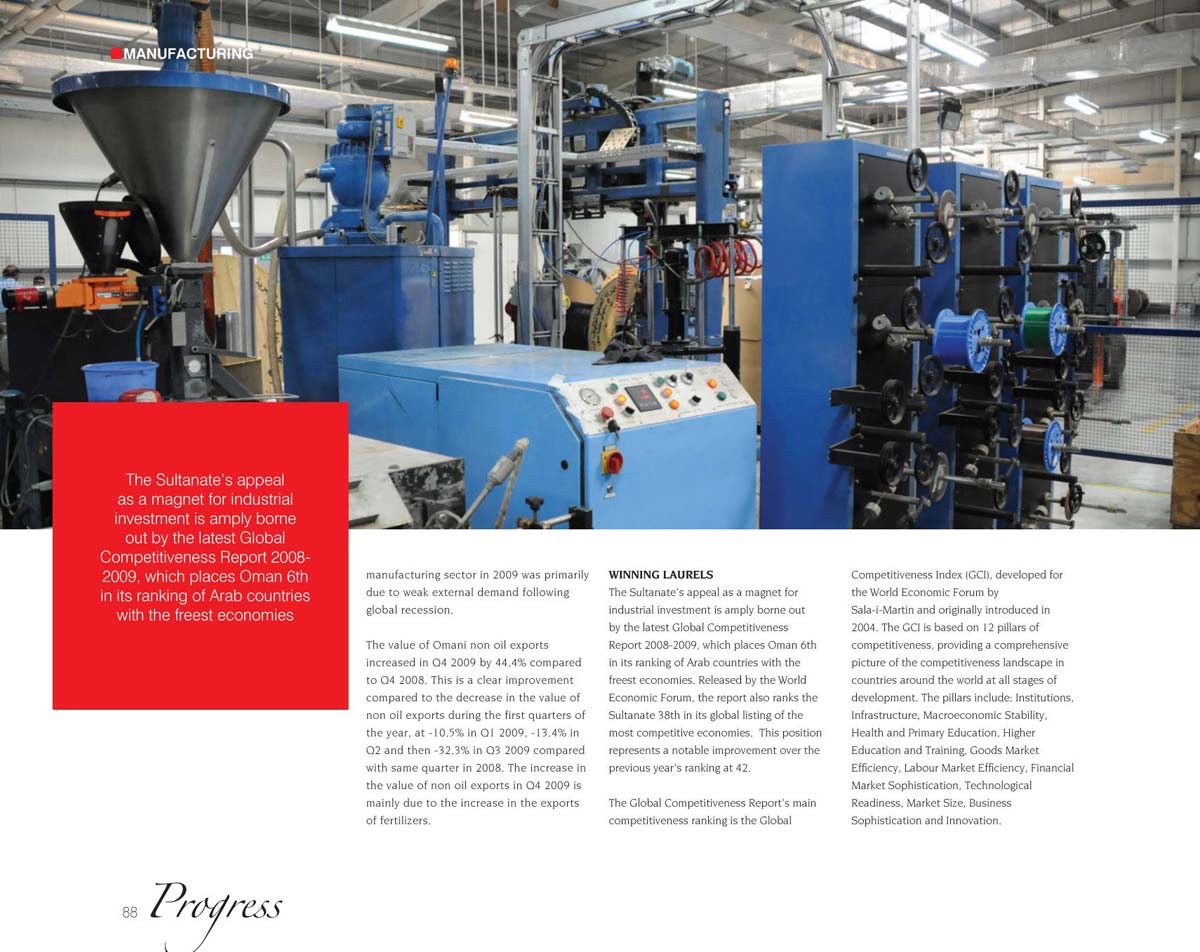 MANUFACTURING
The Sultanate's appeal
as a magnet for industrial
investment is amply borne
out by the latest Global
Competitiveness Report 2008-
2009, which places Oman 6th
in its ranking of Arab countries
with the freest economies
manufacturing sector in 2009 was primarily
due to weak external demand following
global recession.
The value of Omani non oil exports
increased in Q4 2009 by 44.4% compared
to Q4 2008. This is a clear improvement
compared to the decrease in the value of
non oil exports during the first quarters of
the year, at -10.5% in Q1 2009, -13.4% in
Q2 and then -32.3% in Q3 2009 compared
with same quarter in 2008. The increase in
the value of non oil exports in Q4 2009 is
mainly due to the increase in the exports
of fertilizers.
WINNING LAURELS
The Sultanate's appeal as a magnet for
industrial investment is amply borne out
by the latest Global Competitiveness
Report 2008-2009, which places Oman 6th
in its ranking of Arab countries with the
freest economies. Released by the World
Economic Forum, the report also ranks the
Sultanate 38th in its global listing of the
most competitive economies.  This position
represents a notable improvement over the
previous year's ranking at 42.
The Global Competitiveness Report's main
competitiveness ranking is the Global
Competitiveness Index (GCI), developed for
the World Economic Forum by
Sala-i-Martin and originally introduced in
2004. The GCI is based on 12 pillars of
competitiveness, providing a comprehensive
picture of the competitiveness landscape in
countries around the world at all stages of
development. The pillars include: Institutions,
Infrastructure, Macroeconomic Stability,
Health and Primary Education, Higher
Education and Training, Goods Market
Efficiency, Labour Market Efficiency, Financial
Market Sophistication, Technological
Readiness, Market Size, Business
Sophistication and Innovation.
88 Progress